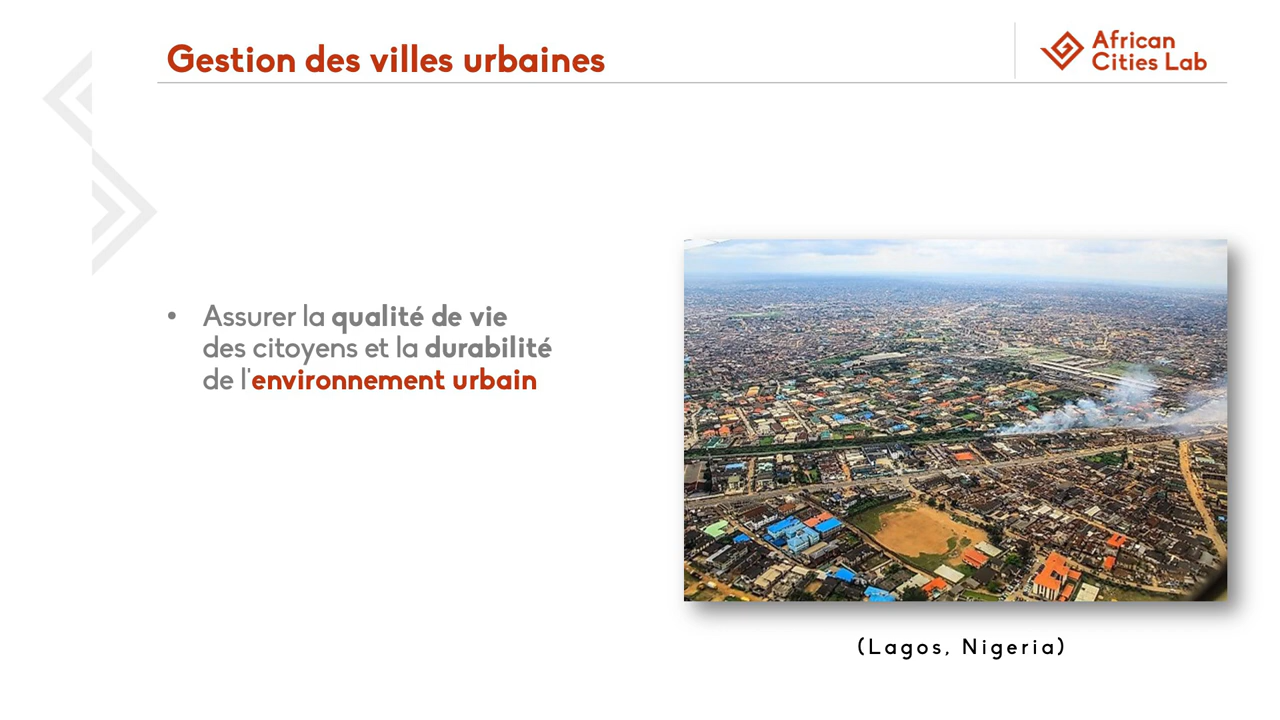 Gestion des villes urbaines
African
Cities Lab
• Assurer la qualité de vie
des citoyens et la durabilité
de l'environnement urbain
(Lagos, Nigeria)